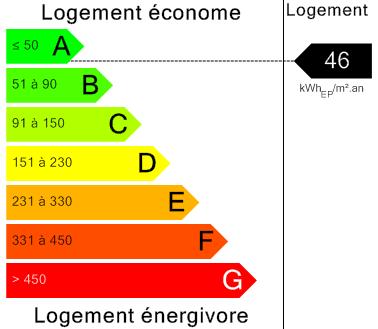 Logement économe
Logement
≤ 50 A
46
kWhEP/m².an
51 à 90 B
91 à 150 C
151 à 230 D
231 à 330 E
331 à 450 F
> 450 G
Logement énergivore